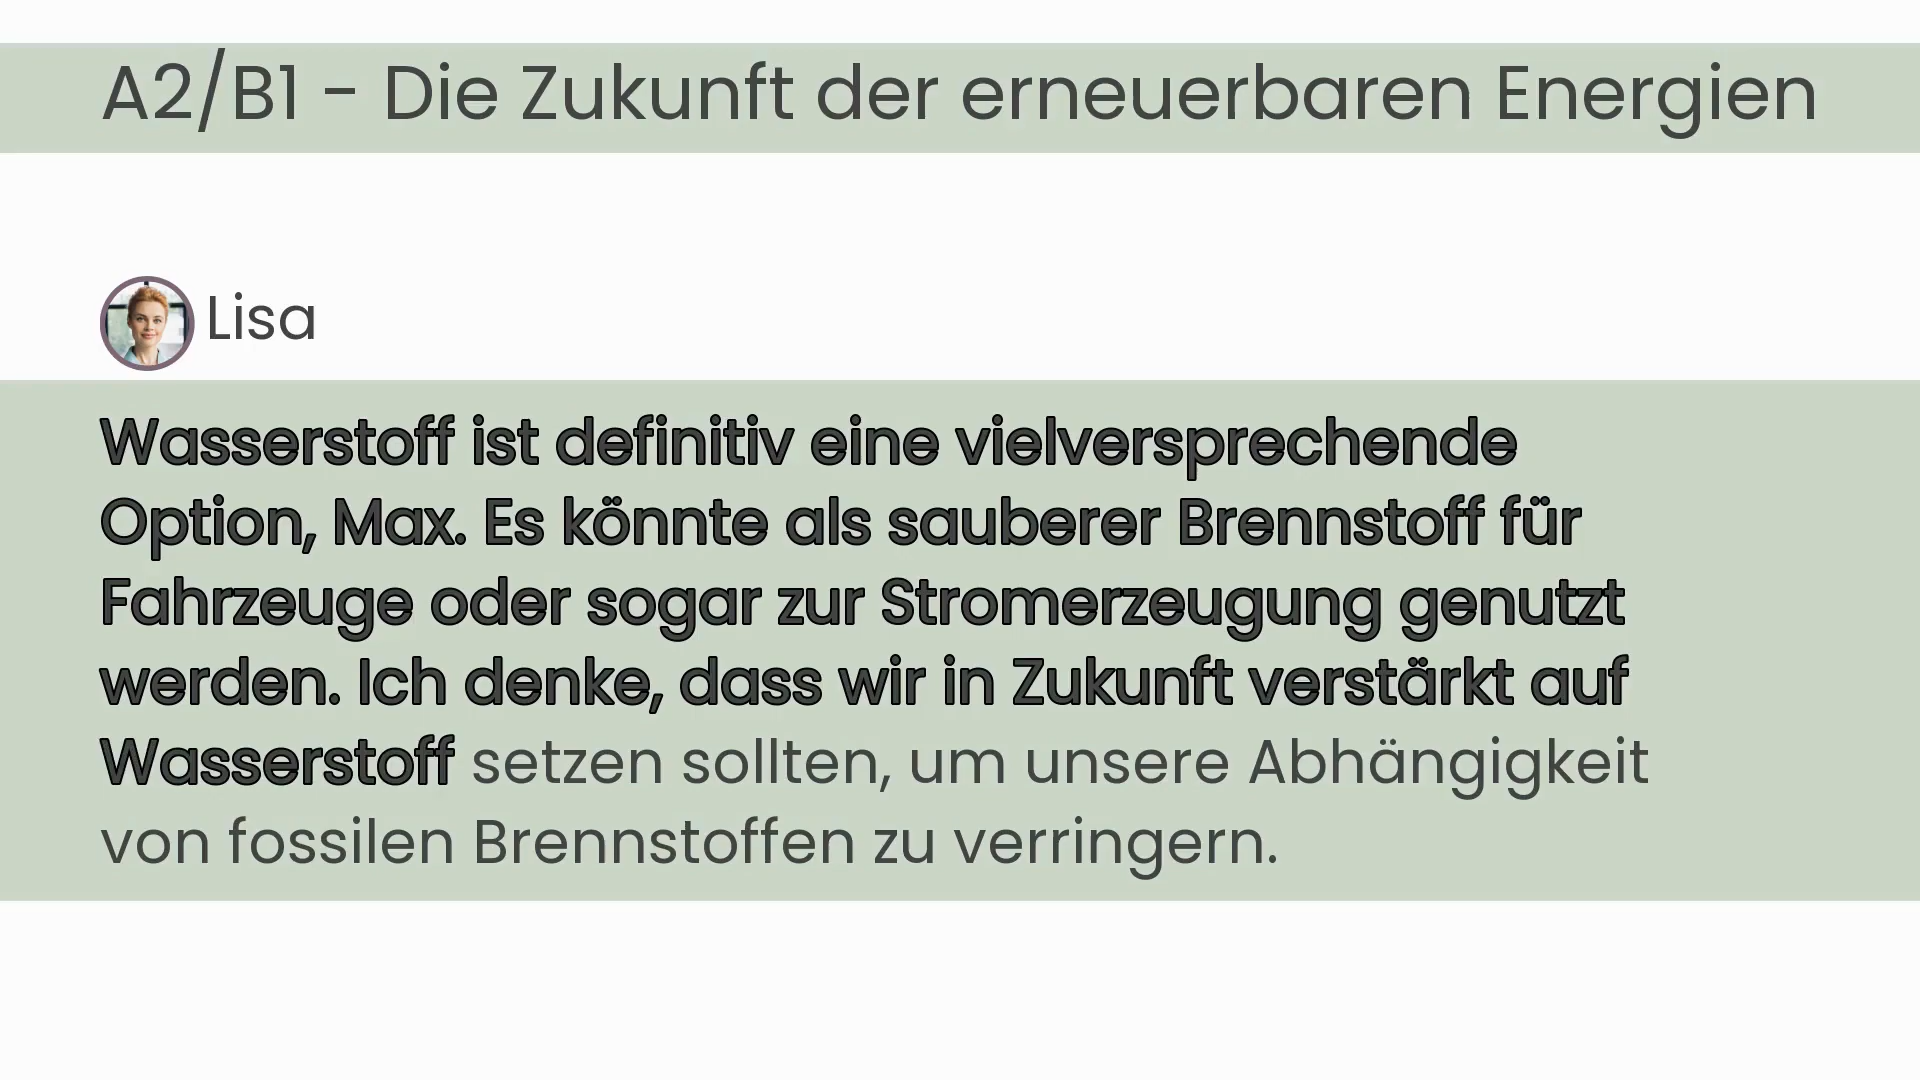 A2/B1 - Die Zukunft der erneuerbaren Energien
Lisa
Wasserstoff ist definitiv eine vielversprechende
Option, Max. Es könnte als sauberer Brennstoff für
Fahrzeuge oder sogar zur Stromerzeugung genutzt
werden. Ich denke, dass wir in Zukunft verstärkt auf
Wasserstoff setzen sollten, um unsere Abhängigkeit
von fossilen Brennstoffen zu verringern.